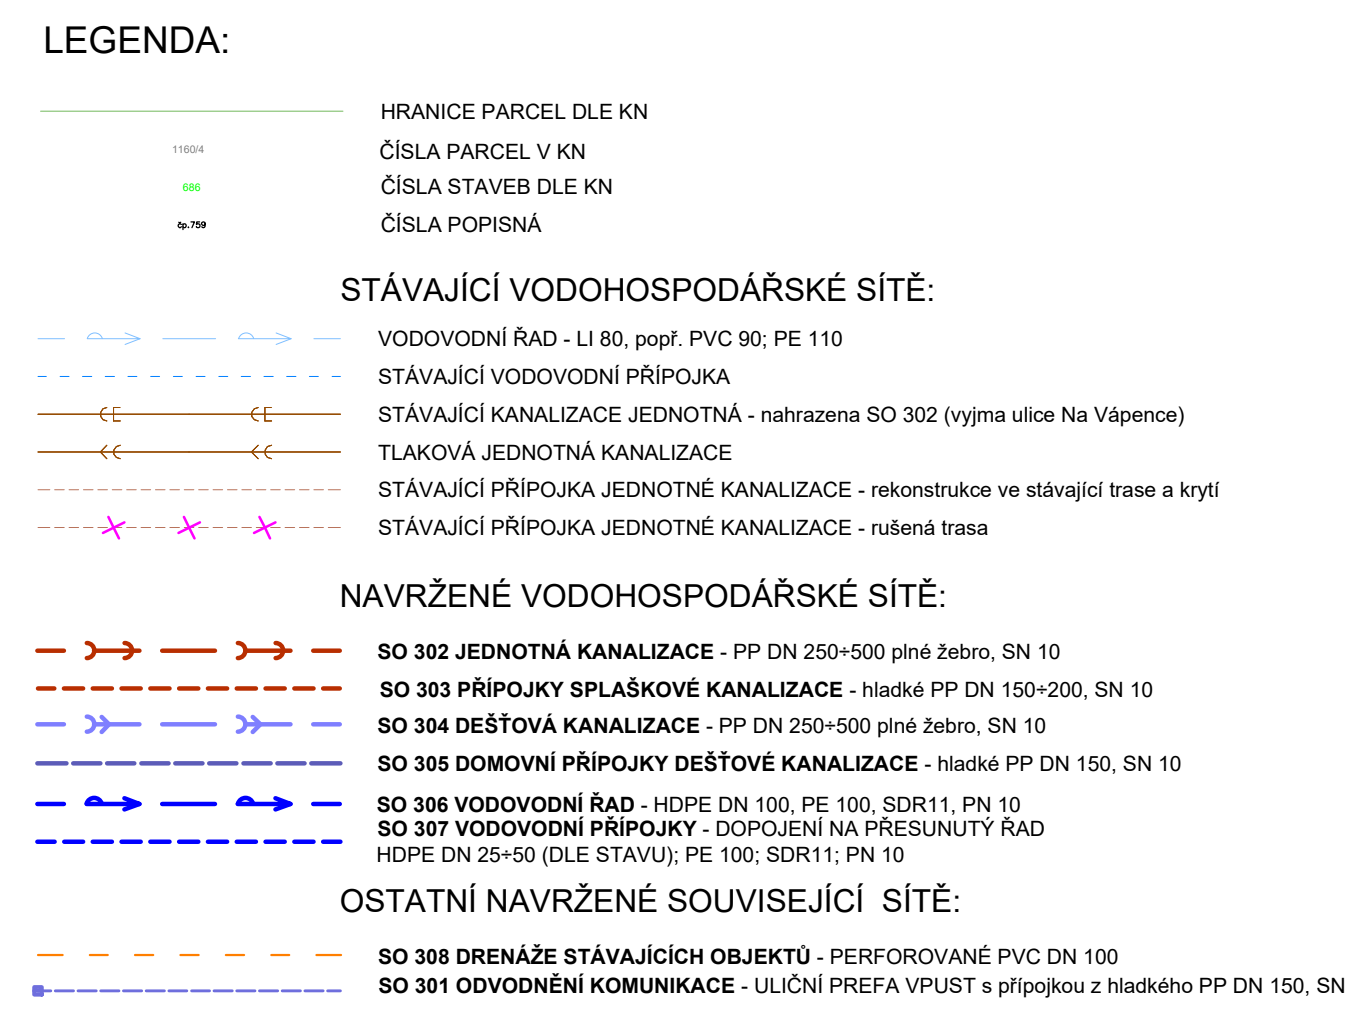 LEGENDA:
HRANICE PARCEL DLE KN
1160/4 ČÍSLA PARCEL V KN
686 ČÍSLA STAVEB DLE KN
čp.759 ČÍSLA POPISNÁ
STÁVAJÍCÍ VODOHOSPODÁŘSKÉ SÍTĚ:
VODOVODNÍ ŘAD - LI 80, popř. PVC 90; PE 110
STÁVAJÍCÍ VODOVODNÍ PŘÍPOJKA
STÁVAJÍCÍ KANALIZACE JEDNOTNÁ - nahrazena SO 302 (vyjma ulice Na Vápence)
TLAKOVÁ JEDNOTNÁ KANALIZACE
STÁVAJÍCÍ PŘÍPOJKA JEDNOTNÉ KANALIZACE - rekonstrukce ve stávající trase a krytí
STÁVAJÍCÍ PŘÍPOJKA JEDNOTNÉ KANALIZACE - rušená trasa
NAVRŽENÉ VODOHOSPODÁŘSKÉ SÍTĚ:
SO 302 JEDNOTNÁ KANALIZACE - PP DN 250÷500 plné žebro, SN 10
SO 303 PŘÍPOJKY SPLAŠKOVÉ KANALIZACE - hladké PP DN 150÷200, SN 10
SO 304 DEŠŤOVÁ KANALIZACE - PP DN 250÷500 plné žebro, SN 10
SO 305 DOMOVNÍ PŘÍPOJKY DEŠŤOVÉ KANALIZACE - hladké PP DN 150, SN 10
SO 306 VODOVODNÍ ŘAD - HDPE DN 100, PE 100, SDR11, PN 10
SO 307 VODOVODNÍ PŘÍPOJKY - DOPOJENÍ NA PŘESUNUTÝ ŘAD
HDPE DN 25÷50 (DLE STAVU); PE 100; SDR11; PN 10
OSTATNÍ NAVRŽENÉ SOUVISEJÍCÍ SÍTĚ:
SO 308 DRENÁŽE STÁVAJÍCÍCH OBJEKTŮ - PERFOROVANÉ PVC DN 100
SO 301 ODVODNĚNÍ KOMUNIKACE - ULIČNÍ PREFA VPUST s přípojkou z hladkého PP DN 150, SN